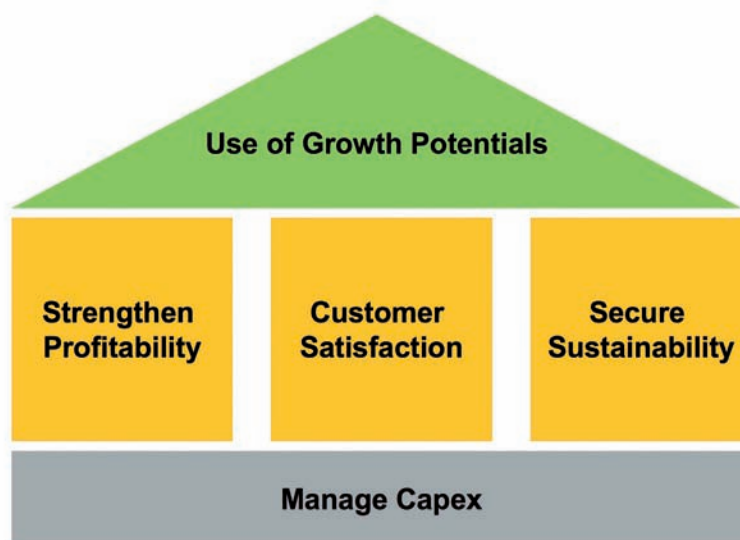 Use of Growth Potentials
Strengthen
Profitability
Customer
Satisfaction
Secure
Sustainability
Manage Capex